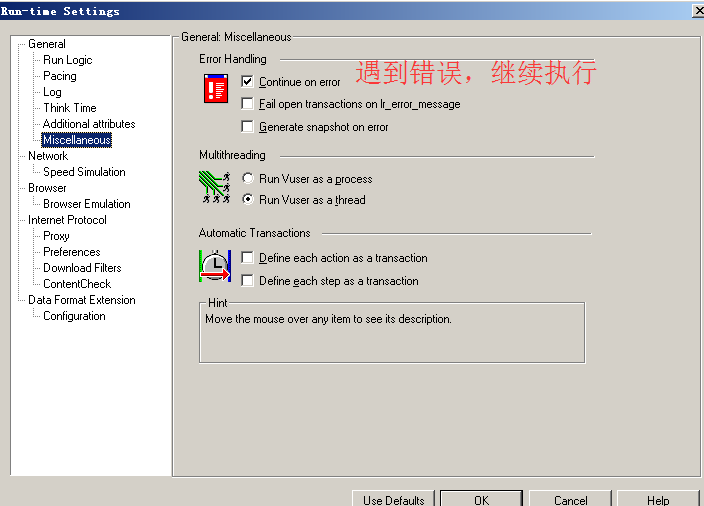 Run-time Settings
General
Run Logic
Pacing
Log
Think Time
Additional attributes
Miscellaneous
Network
Speed Simulation
Browser
Browser Emulation
Internet Protocol
Proxy
Preferences
Download Filters
ContentCheck
Data Format Extension
Configuration
General: Miscellaneous
Error Handling
遇到错误，继续执行
Continue on error
Fail open transactions on lr_error_message
Generate snapshot on error
Multithreading
Run Vuser as a process
Run Vuser as a thread
Automatic Transactions
Define each action as a transaction
Define each step as a transaction
Hint
Move the mouse over any item to see its description.
Use Defaults
OK
Cancel
Help